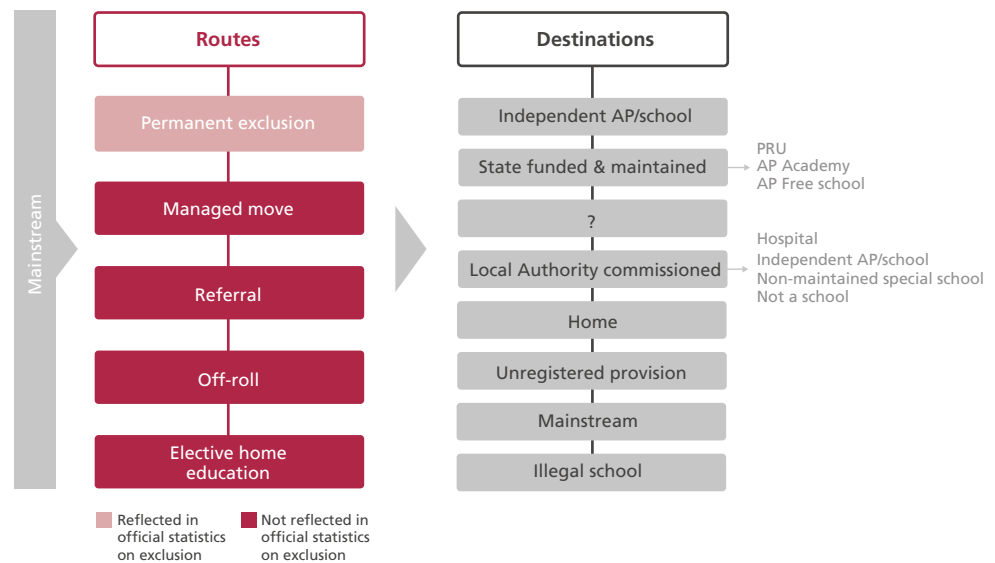 Mainstream
Routes
Permanent exclusion
Managed move
Referral
Off-roll
Elective home
education
Reflected in
official statistics
on exclusion
Not reflected in
official statistics
on exclusion
Destinations
Independent AP/school
State funded & maintained
PRU
AP Academy
AP Free school
?
Local Authority commissioned
Hospital
Independent AP/school
Non-maintained special school
Not a school
Home
Unregistered provision
Mainstream
Illegal school